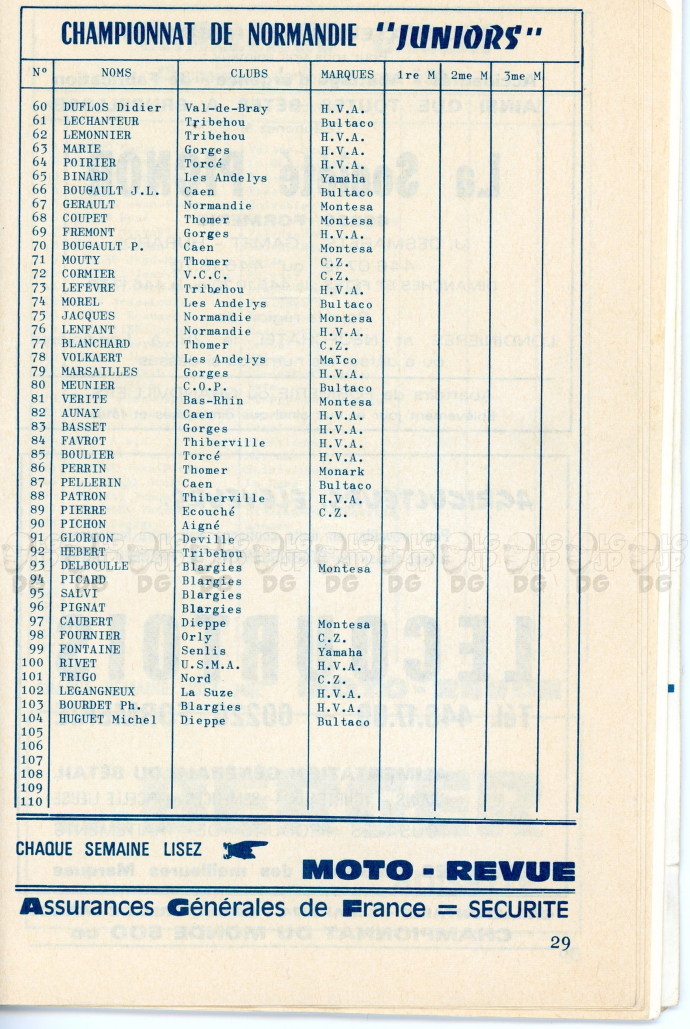 CHAMPIONNAT DE NORMANDIE "JUNIORS"
N° NOMS CLUBS MARQUES 1re M 2me M 3me M
60 DUFLOS Didier Val-de-Bray H.V.A.
61 LECHANTEUR Tribehou Bultaco
62 LEMONNIER Tribehou H.V.A.
63 MARIE Gorges H.V.A.
64 POIRIER Torcé H.V.A.
65 BINARD Les Andelys Yamaha
66 BOUGAULT J.L. Caen Bultaco
67 GERAULT Normandie Montesa
68 COUPET Thomer Montesa
69 FREMONT Gorges H.V.A.
70 BOUGAULT P. Caen Montesa
71 MOUTY Thomer C.Z.
72 CORMIER V.C.C. C.Z.
73 LEFÈVRE Tribehou H.V.A.
74 MOREL Les Andelys Bultaco
75 JACQUES Normandie Montesa
76 LENFANT Normandie H.V.A.
77 BLANCHARD Thomer C.Z.
78 VOLKAERT Les Andelys Maïco
79 MARSAILLES Gorges H.V.A.
80 MEUNIER C.O.P. Bultaco
81 VERITE Bas-Rhin Montesa
82 AUNAY Caen H.V.A.
83 BASSET Gorges H.V.A.
84 FAVROT Thiberville H.V.A.
85 BOULIER Torcé H.V.A.
86 PERRIN Thomer Monark
87 PELLERIN Caen Bultaco
88 PATRON Thiberville H.V.A.
89 PIERRE Ecouché C.Z.
90 PICHON Aigné
91 GLORION Deville
92 HEBERT Tribehou
93 DELBOULLE Blargies Montesa
94 PICARD Blargies
95 SALVI Blargies
96 PIGNAT Blargies
97 CAUBERT Dieppe Montesa
98 FOURNIER Orly C.Z.
99 FONTAINE Senlis Yamaha
100 RIVET U.S.M.A. H.V.A.
101 TRIGO Nord C.Z.
102 LEGANGNEUX La Suze H.V.A.
103 BOURDET Ph. Blargies H.V.A.
104 HUGUET Michel Dieppe Bultaco
105
106
107
108
109
110
CHAQUE SEMAINE LISEZ
MOTO-REVUE
Assurances Générales de France = SÉCURITÉ
29